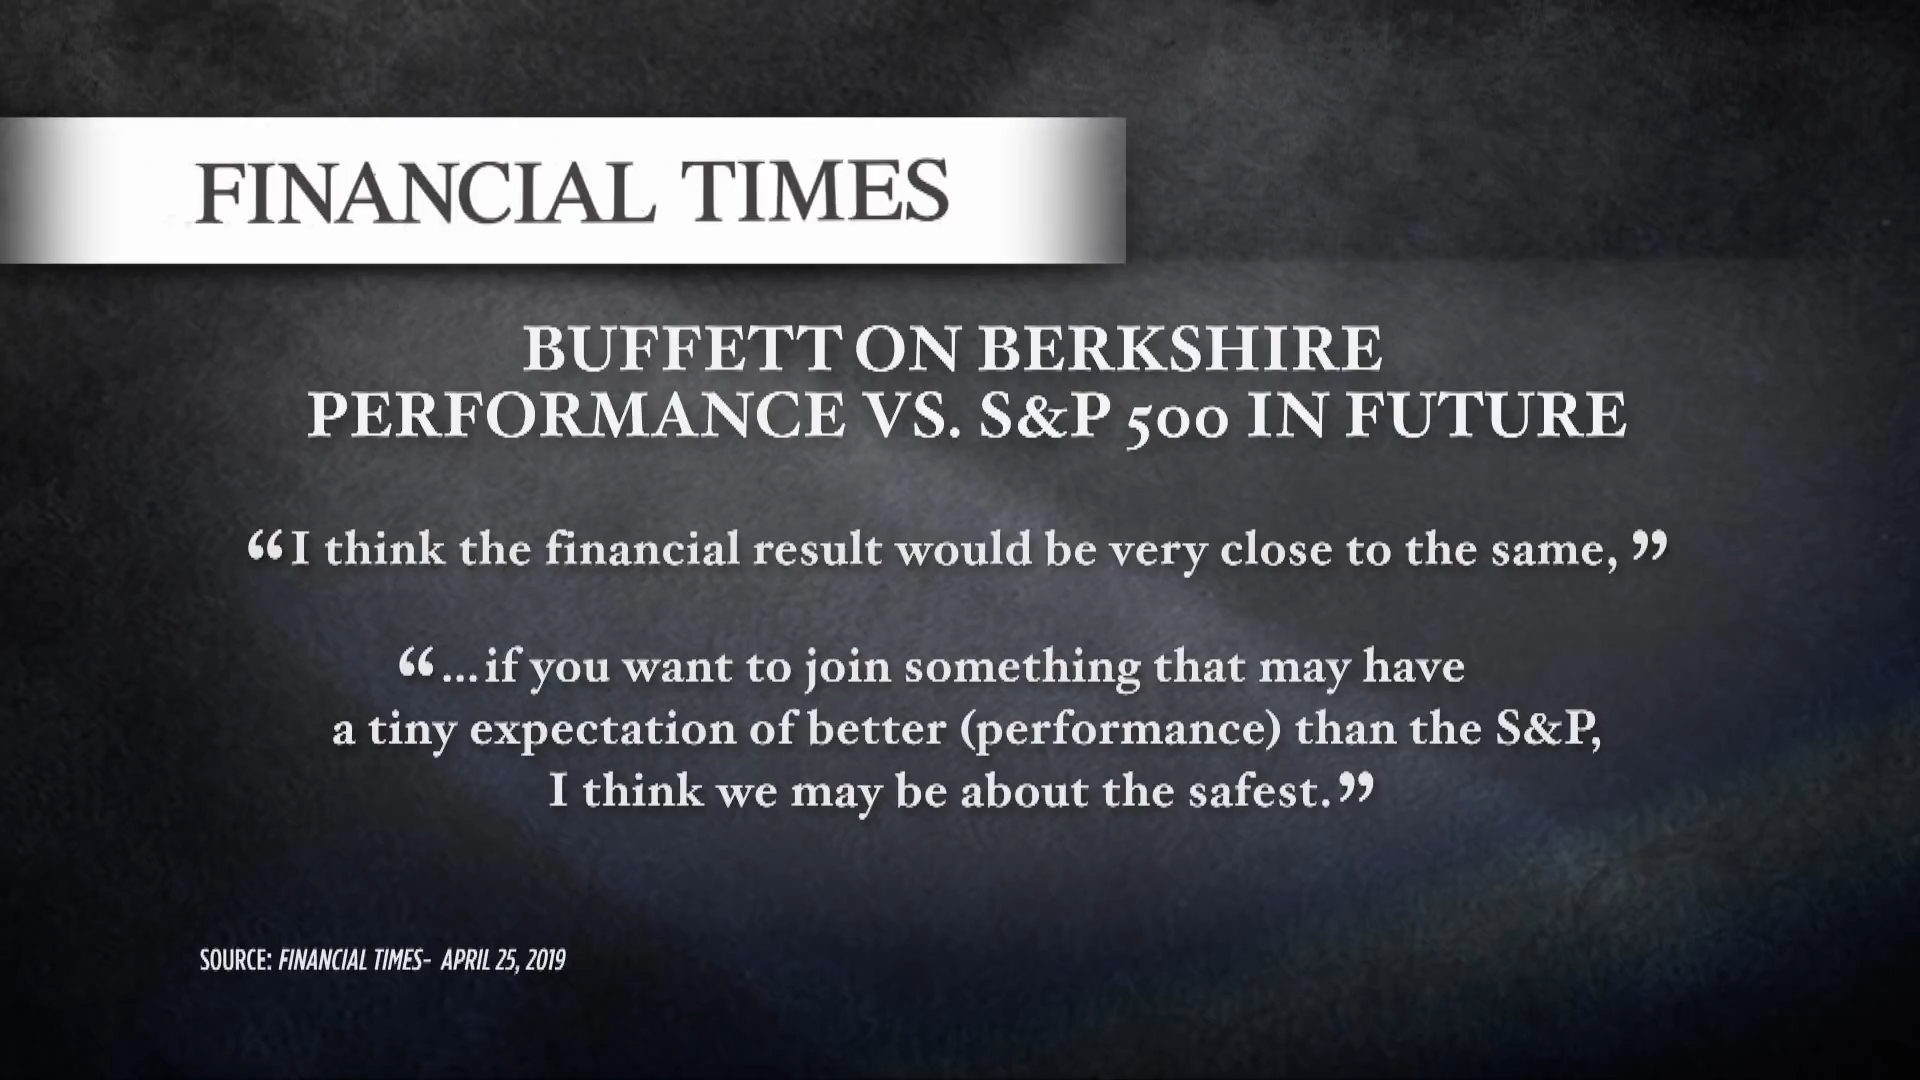 FINANCIAL TIMES
BUFFETT ON BERKSHIRE
PERFORMANCE VS. S&P 500 IN FUTURE
“I think the financial result would be very close to the same,”
“...if you want to join something that may have
a tiny expectation of better (performance) than the S&P,
I think we may be about the safest.”
SOURCE: FINANCIAL TIMES- APRIL 25, 2019